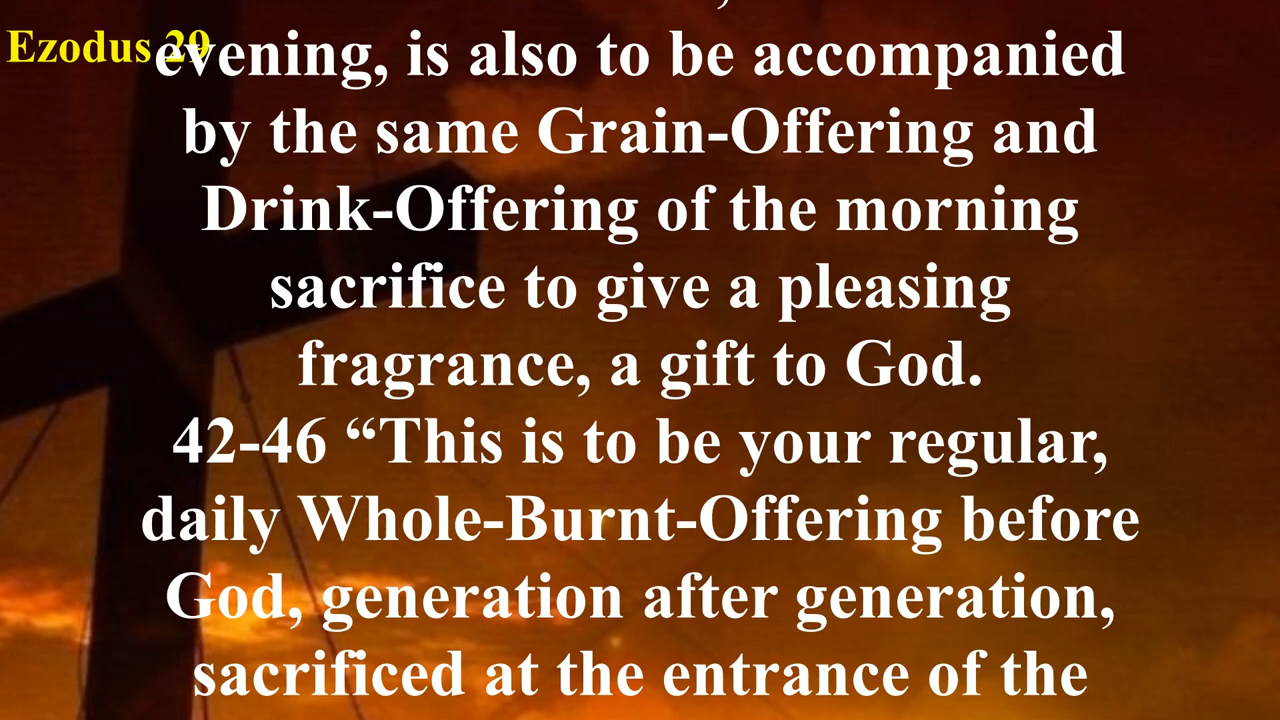 Ezodus 29
evening, is also to be accompanied
by the same Grain-Offering and
Drink-Offering of the morning
sacrifice to give a pleasing
fragrance, a gift to God.
42-46 “This is to be your regular,
daily Whole-Burnt-Offering before
God, generation after generation,
sacrificed at the entrance of the